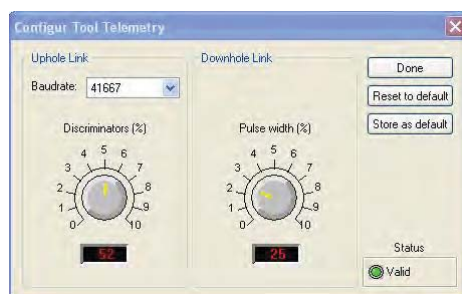 Configur Tool Telemetry
Uphole Link
Baudrate: 41667
Discriminators (%)
0 1 2 3 4 5 6 7 8 9 10
52
Downhole Link
Pulse width (%)
0 1 2 3 4 5 6 7 8 9 10
25
Done
Reset to default
Store as default
Status
Valid